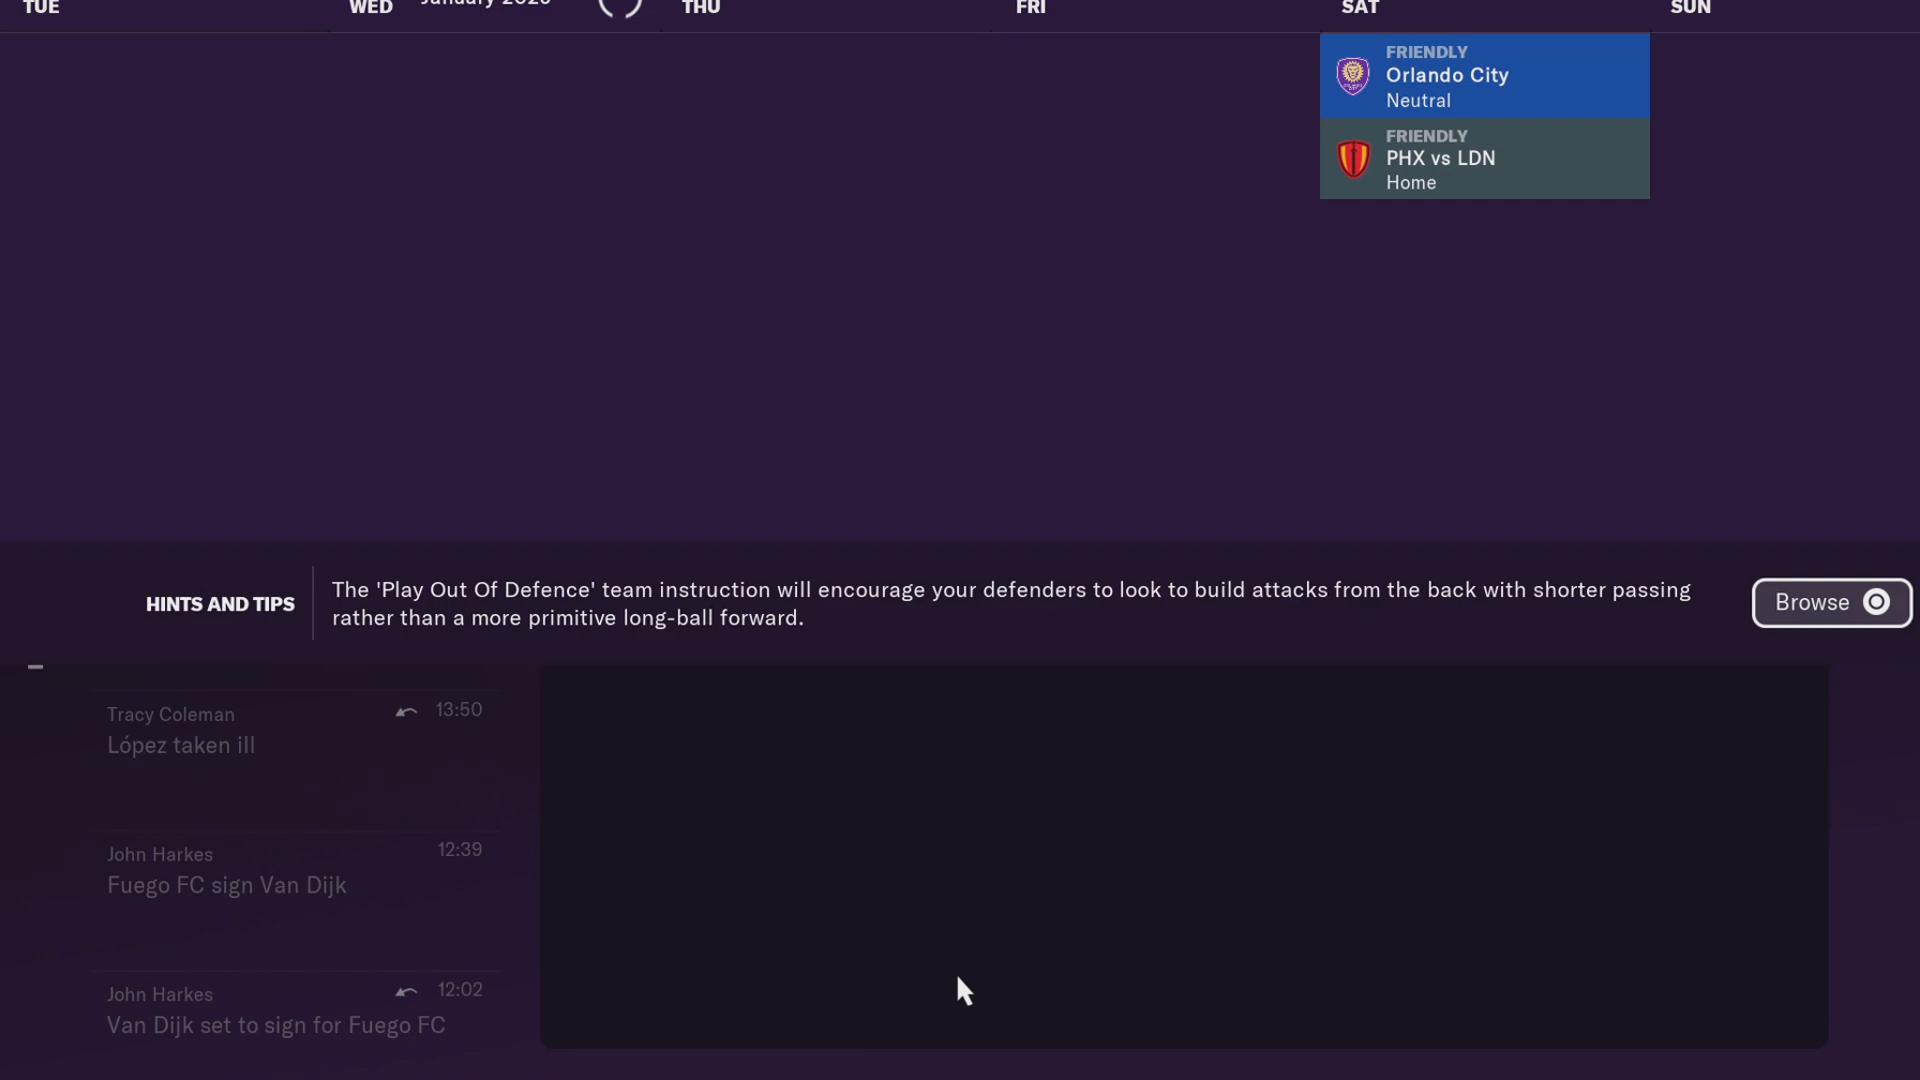 TUE
WED
January 2026
THU
FRI
SAT
SUN
FRIENDLY
Orlando City
Neutral
FRIENDLY
PHX vs LDN
Home
HINTS AND TIPS
The 'Play Out Of Defence' team instruction will encourage your defenders to look to build attacks from the back with shorter passing
rather than a more primitive long-ball forward.
Browse
Tracy Coleman
13:50
López taken ill
John Harkes
12:39
Fuego FC sign Van Dijk
John Harkes
12:02
Van Dijk set to sign for Fuego FC